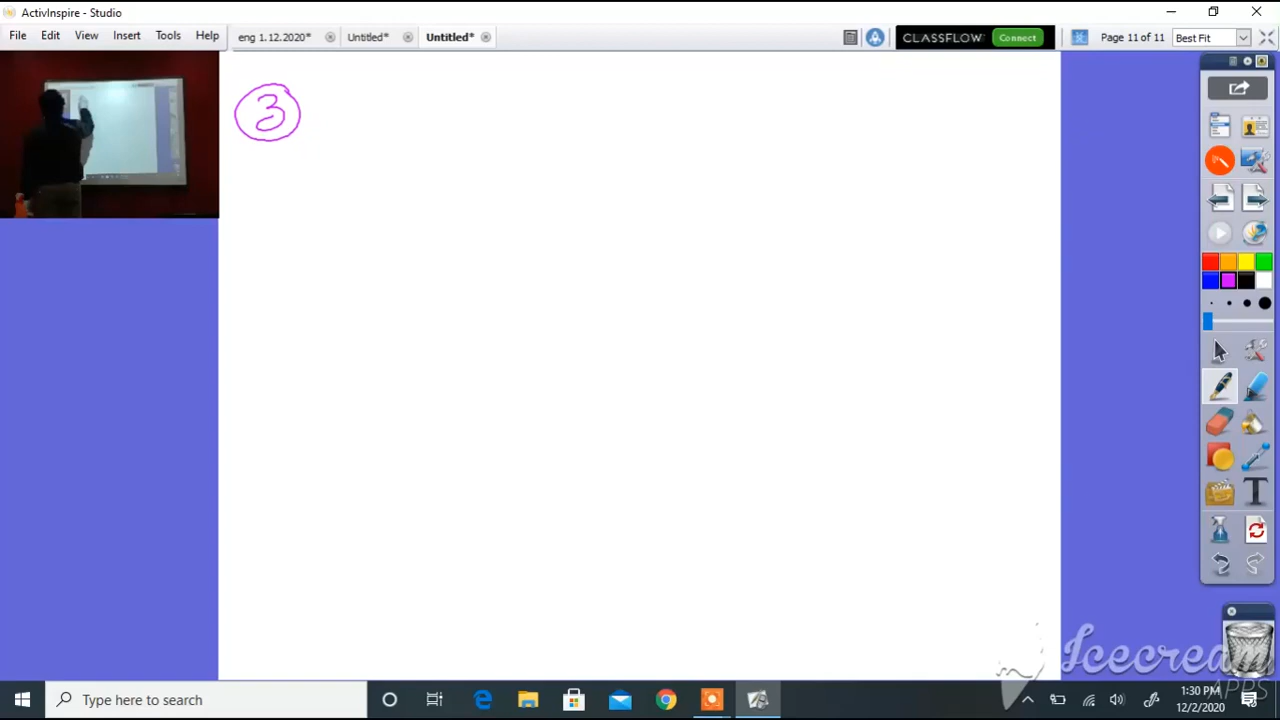 ActivInspire - Studio
File Edit View Insert Tools Help
eng 1.12.2020* Untitled* Untitled*
CLASSFLOW Connect
Page 11 of 11
Best Fit
3
T
Icecream
APPS
Type here to search
1:30 PM
12/2/2020